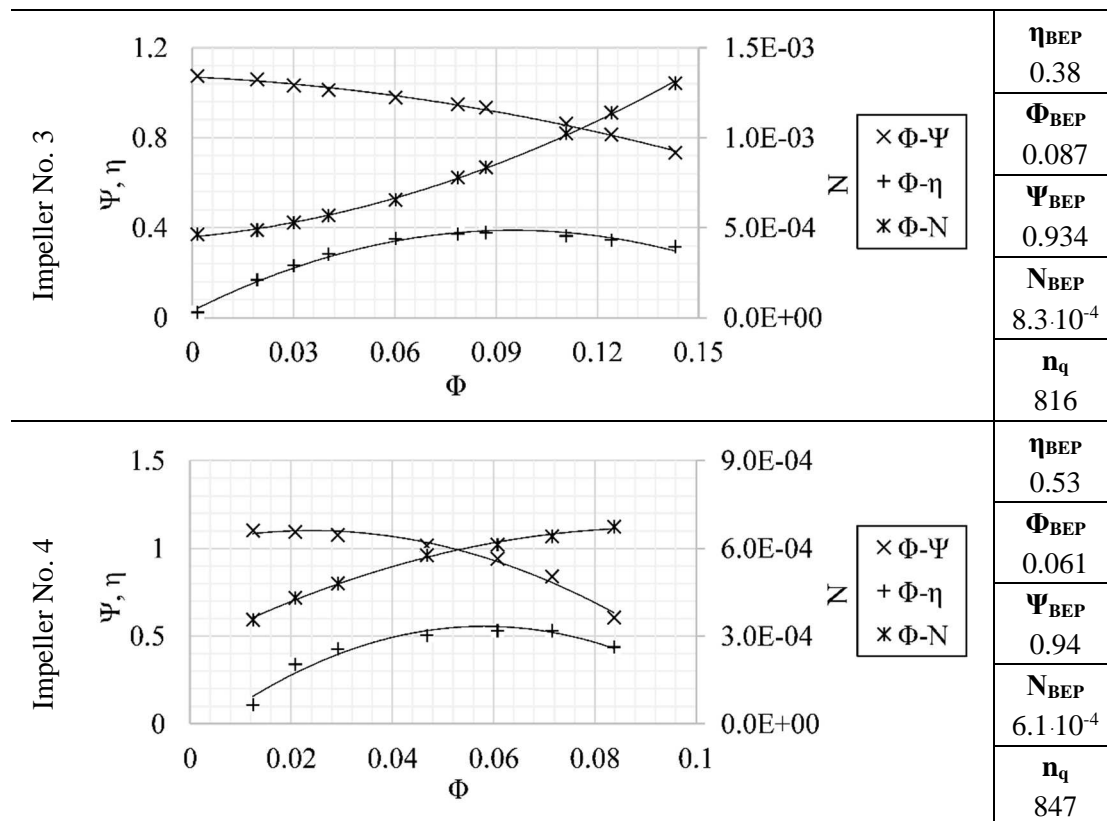 Impeller No. 3
Ψ, η
1.2
0.8
0.4
0
1.5E-03
1.0E-03
5.0E-04
0.0E+00
N
0 0.03 0.06 0.09 0.12 0.15
Φ
Φ-Ψ
Φ-η
Φ-N
ηBEP
0.38
ΦBEP
0.087
ΨBEP
0.934
NBEP
8.3·10-4
nq
816
Impeller No. 4
Ψ, η
1.5
1
0.5
0
9.0E-04
6.0E-04
3.0E-04
0.0E+00
N
0 0.02 0.04 0.06 0.08 0.1
Φ
Φ-Ψ
Φ-η
Φ-N
ηBEP
0.53
ΦBEP
0.061
ΨBEP
0.94
NBEP
6.1·10-4
nq
847